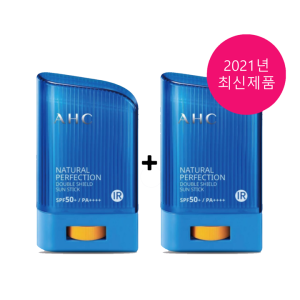 2021년
최신제품
AHC
NATURAL
PERFECTION
DOUBLE SHIELD
SUN STICK
SPF50+ / PA++++
IR
+
AHC
NATURAL
PERFECTION
DOUBLE SHIELD
SUN STICK
SPF50+ / PA++++
IR